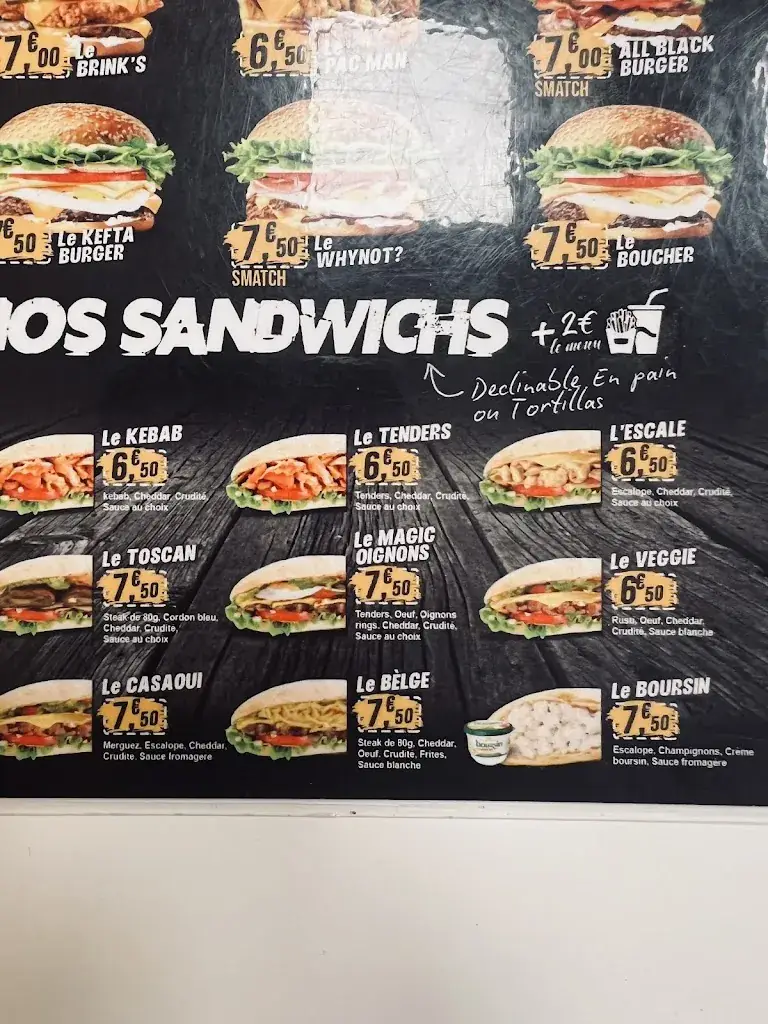 7€00 Le BRINK'S
6€50 Le PAC MAN
7€00 ALL BLACK BURGER
SMATCH
€50 Le KEFTA BURGER
7€50 Le WHYNOT?
SMATCH
7€50 Le BOUCHER
NOS SANDWICHS
+2€
le menu
Declinable En pain
ou Tortillas
Le KEBAB
6€50
kebab, Cheddar, Crudité,
Sauce au choix
Le TENDERS
6€50
Tenders, Cheddar, Crudité,
Sauce au choix
L'ESCALE
6€50
Escalope, Cheddar, Crudité,
Sauce au choix
Le TOSCAN
7€50
Steak de 80g, Cordon bleu,
Cheddar, Crudite,
Sauce au choix
Le MAGIC
OIGNONS
7€50
Tenders, Oeuf, Oignons
rings, Cheddar, Crudité,
Sauce au choix
Le VEGGIE
6€50
Rusti, Oeuf, Cheddar,
Crudité, Sauce blanche
Le CASAOUI
7€50
Merguez, Escalope, Cheddar,
Crudite, Sauce fromagere
Le BÈLGE
7€50
Steak de 80g, Cheddar,
Oeuf, Crudite, Frites,
Sauce blanche
boursin
Le BOURSIN
7€50
Escalope, Champignons, Crème
boursin, Sauce fromagère